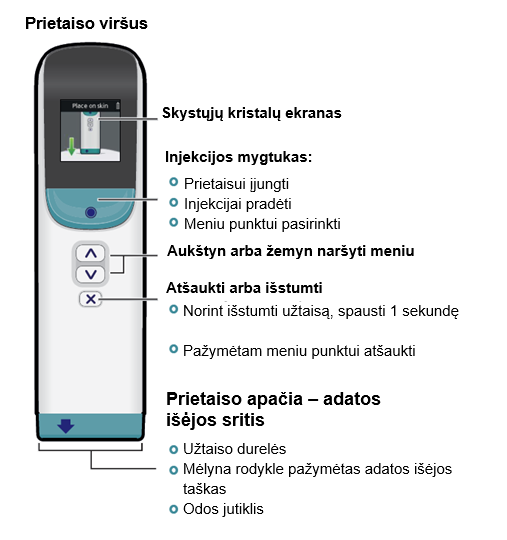 Prietaiso viršus
Place on skin
Skystųjų kristalų ekranas
Injekcijos mygtukas:
Prietaisui įjungti
Injekcijai pradėti
Meniu punktui pasirinkti
Aukštyn arba žemyn naršyti meniu
Atšaukti arba išstumti
Norint išstumti užtaisą, spausti 1 sekundę
Pažymėtam meniu punktui atšaukti
Prietaiso apačia – adatos
išėjos sritis
Užtaiso durelės
Mėlyna rodykle pažymėtas adatos išėjos
taškas
Odos jutiklis